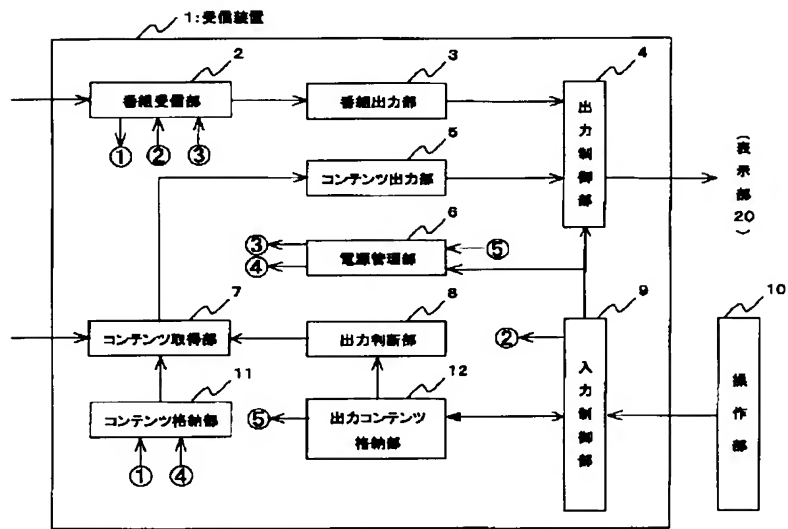 1:受信装置
2
3
4
番組受信部
番組出力部
出力制御部
①
②
③
5
コンテンツ出力部
(表示部20)
6
③
電源管理部
⑤
④
7
8
9
10
コンテンツ取得部
出力判断部
②
入力制御部
操作部
11
12
コンテンツ格納部
⑤
出力コンテンツ
格納部
①
④